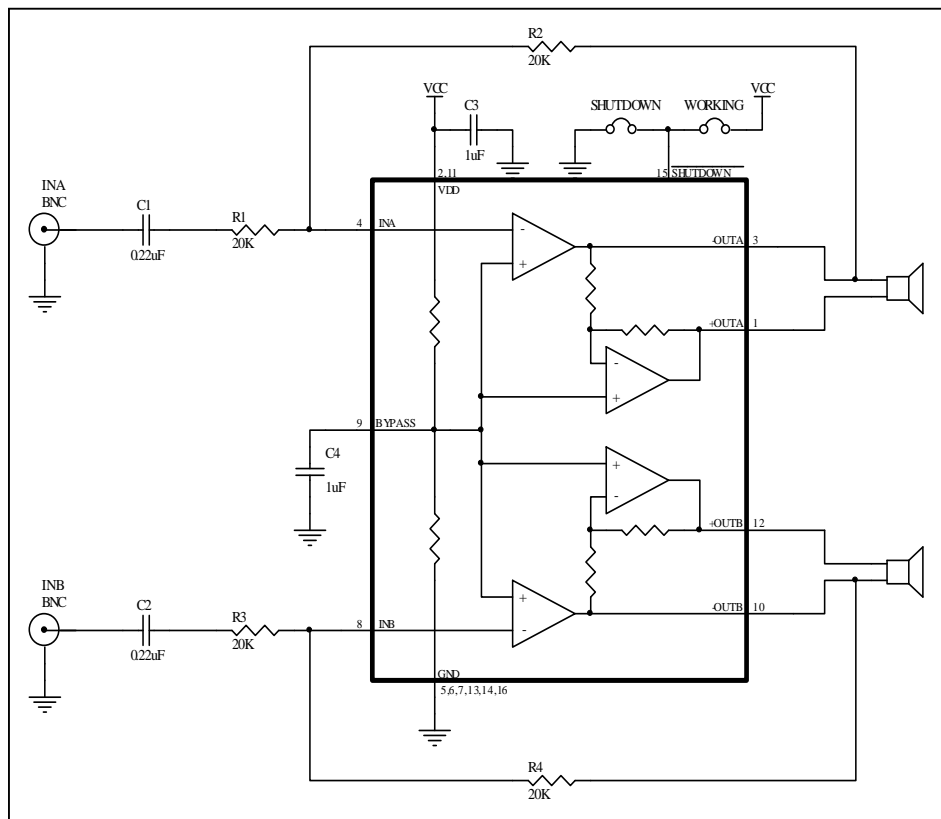 R2
20K
VCC
C3
1uF
SHUTDOWN
WORKING
VCC
2,11
VDD
15
SHUTDOWN
INA
BNC
C1
0.22uF
R1
20K
4
INA
-
+
-OUTA
3
+OUTA
1
-
+
9
BYPASS
C4
1uF
+
-
+OUTB
12
INB
BNC
C2
0.22uF
R3
20K
8
INB
+
-
-OUTB
10
GND
5,6,7,13,14,16
R4
20K